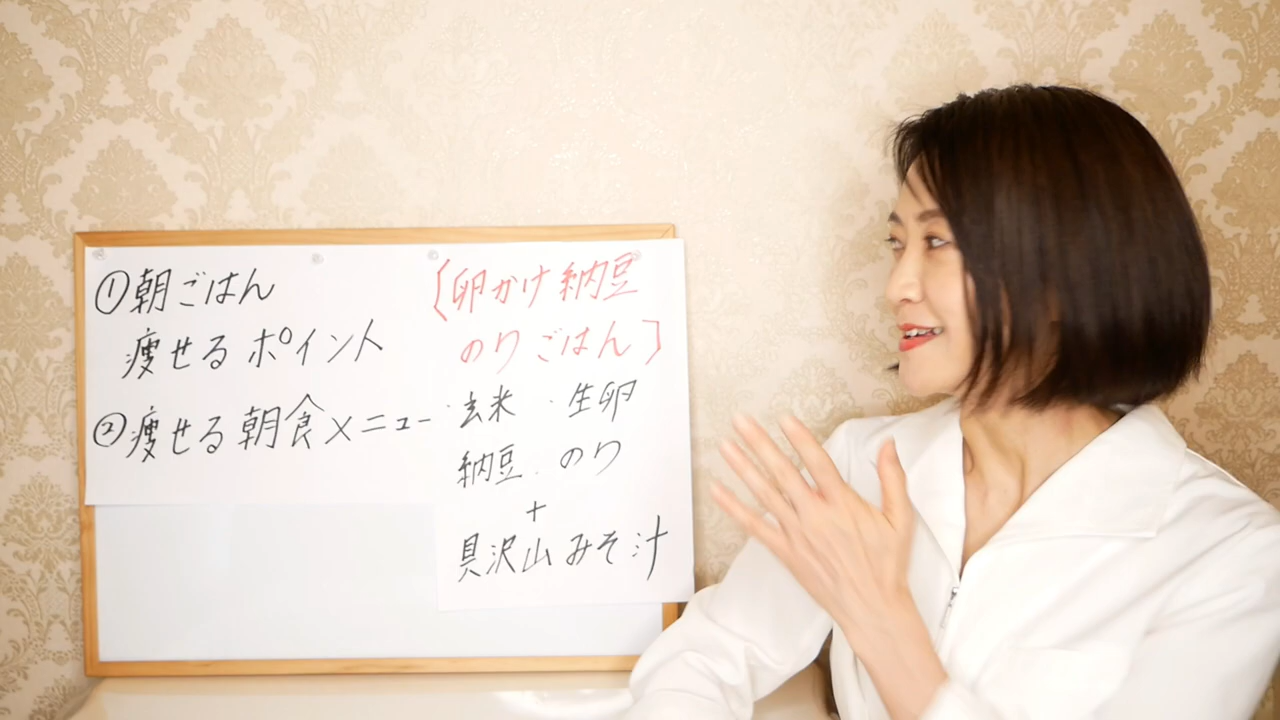 ①朝ごはん
痩せるポイント
②痩せる朝食メニュー
〔卵かけ納豆
のりごはん〕
・玄米 ・生卵
納豆・のり
+
具沢山みそ汁